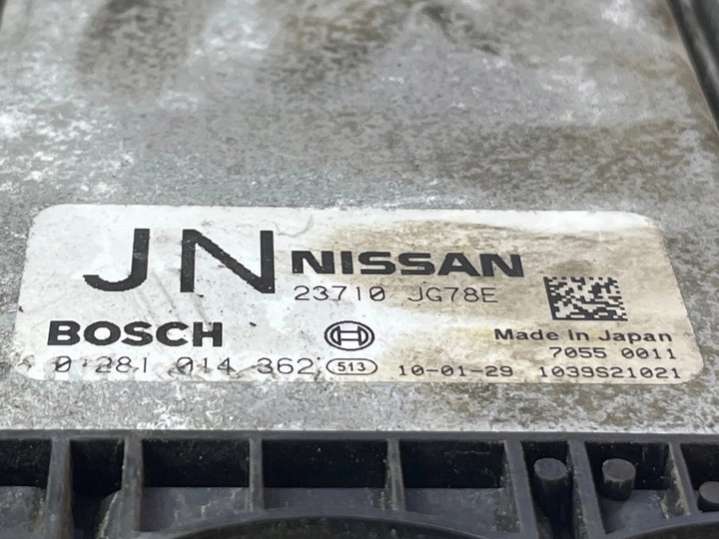 JN NISSAN
23710 JG78E
BOSCH
Made in Japan
7055 0011
0 281 014 362 513 10-01-29 1039S21021